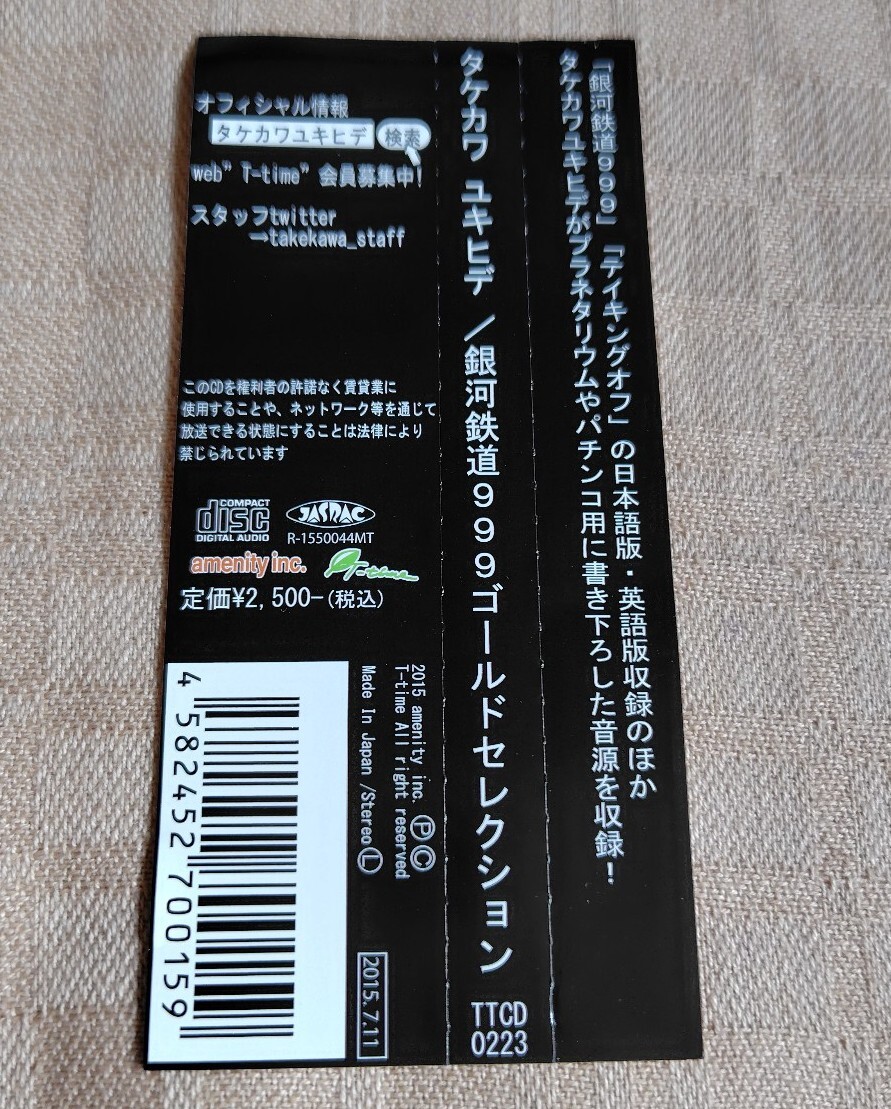 「銀河鉄道９９９」「テイキングオフ」の日本語版・英語版収録のほか
タケカワユキヒデがプラネタリウムやパチンコ用に書き下ろした音源を収録！
タケカワ ユキヒデ ／銀河鉄道９９９ゴールドセレクション
TTCD
0223
オフィシャル情報
タケカワユキヒデ 検索
web”T-time”会員募集中！
スタッフtwitter
→takekawa_staff
このCDを権利者の許諾なく賃貸業に
使用することや、ネットワーク等を通じて
放送できる状態にすることは法律により
禁じられています
COMPACT
disc
DIGITAL AUDIO
JASRAC
R-1550044MT
amenity inc.
T-time
定価¥2,500-(税込)
2015 amenity inc. ℗©
T-time All right reserved
Made In Japan /Stereo Ⓛ
2015.7.11
4 582452 700159